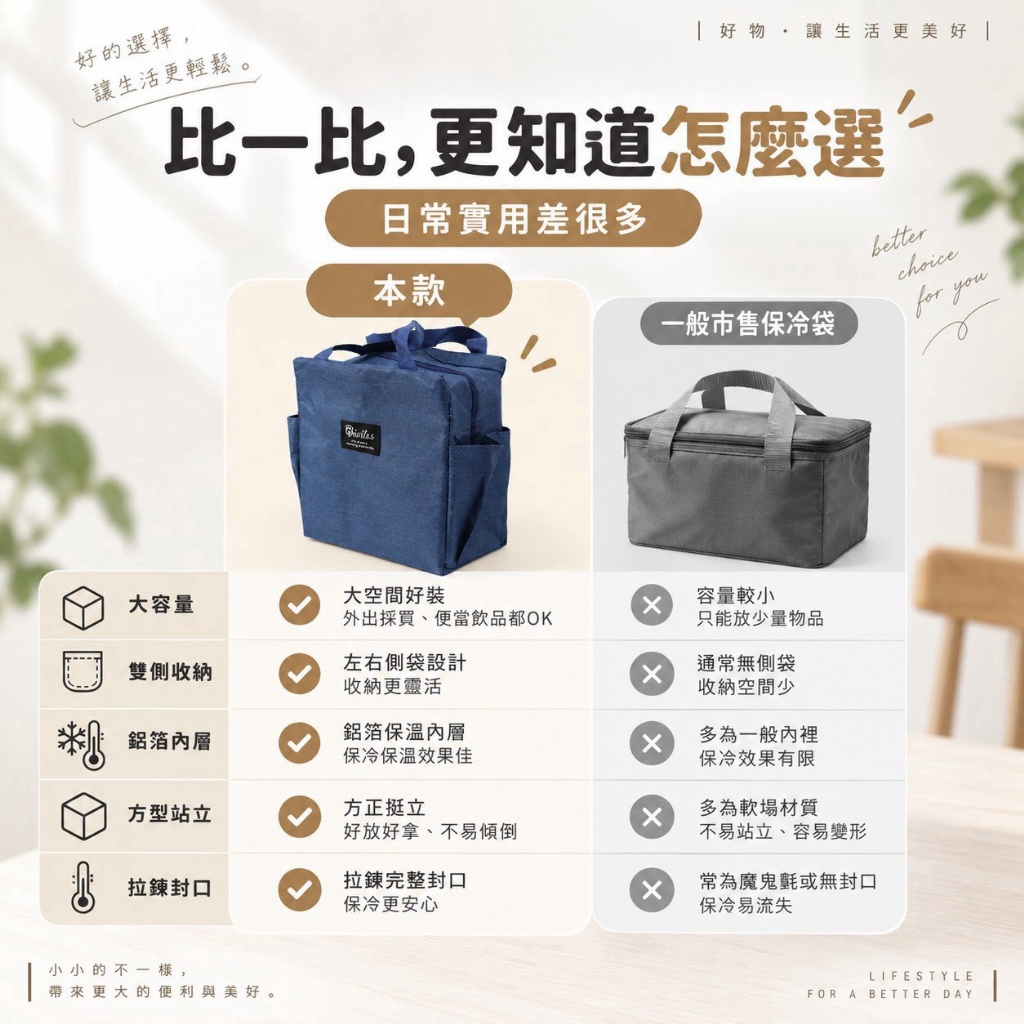 好的選擇，
讓生活更輕鬆。
好物・讓生活更美好
比一比，更知道怎麼選
日常實用差很多
better
choice
for you
本款
一般市售保冷袋
大容量
大空間好裝
外出採買、便當飲品都OK
容量較小
只能放少量物品
雙側收納
左右側袋設計
收納更靈活
通常無側袋
收納空間少
鋁箔內層
鋁箔保溫內層
保冷保溫效果佳
多為一般內裡
保冷效果有限
方型站立
方正挺立
好放好拿、不易傾倒
多為軟塌材質
不易站立、容易變形
拉鍊封口
拉鍊完整封口
保冷更安心
常為魔鬼氈或無封口
保冷易流失
小小的不一樣，
帶來更大的便利與美好。
LIFESTYLE
FOR A BETTER DAY